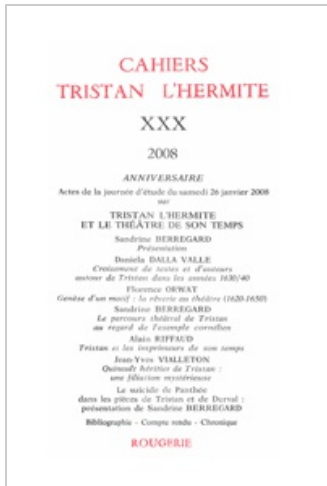 CAHIERS
TRISTAN L'HERMITE
XXX
2008
ANNIVERSAIRE
Actes de la journée d'étude du samedi 26 janvier 2008
sur
TRISTAN L'HERMITE
ET LE THÉÂTRE DE SON TEMPS
Sandrine BERREGARD
Présentation
Daniela DALLA VALLE
Croisement de textes et d'auteurs
autour de Tristan dans les années 1630/40
Florence ORWAT
Genèse d'un motif : la rêverie au théâtre (1620-1650)
Sandrine BERREGARD
Le parcours théâtral de Tristan
au regard de l'exemple cornélien
Alain RIFFAUD
Tristan et les imprimeurs de son temps
Jean-Yves VIALLETON
Quinault héritier de Tristan :
une filiation mystérieuse
Le suicide de Panthée
dans les pièces de Tristan et de Durval :
présentation de Sandrine BERREGARD
Bibliographie - Compte rendu - Chronique
ROUGERIE